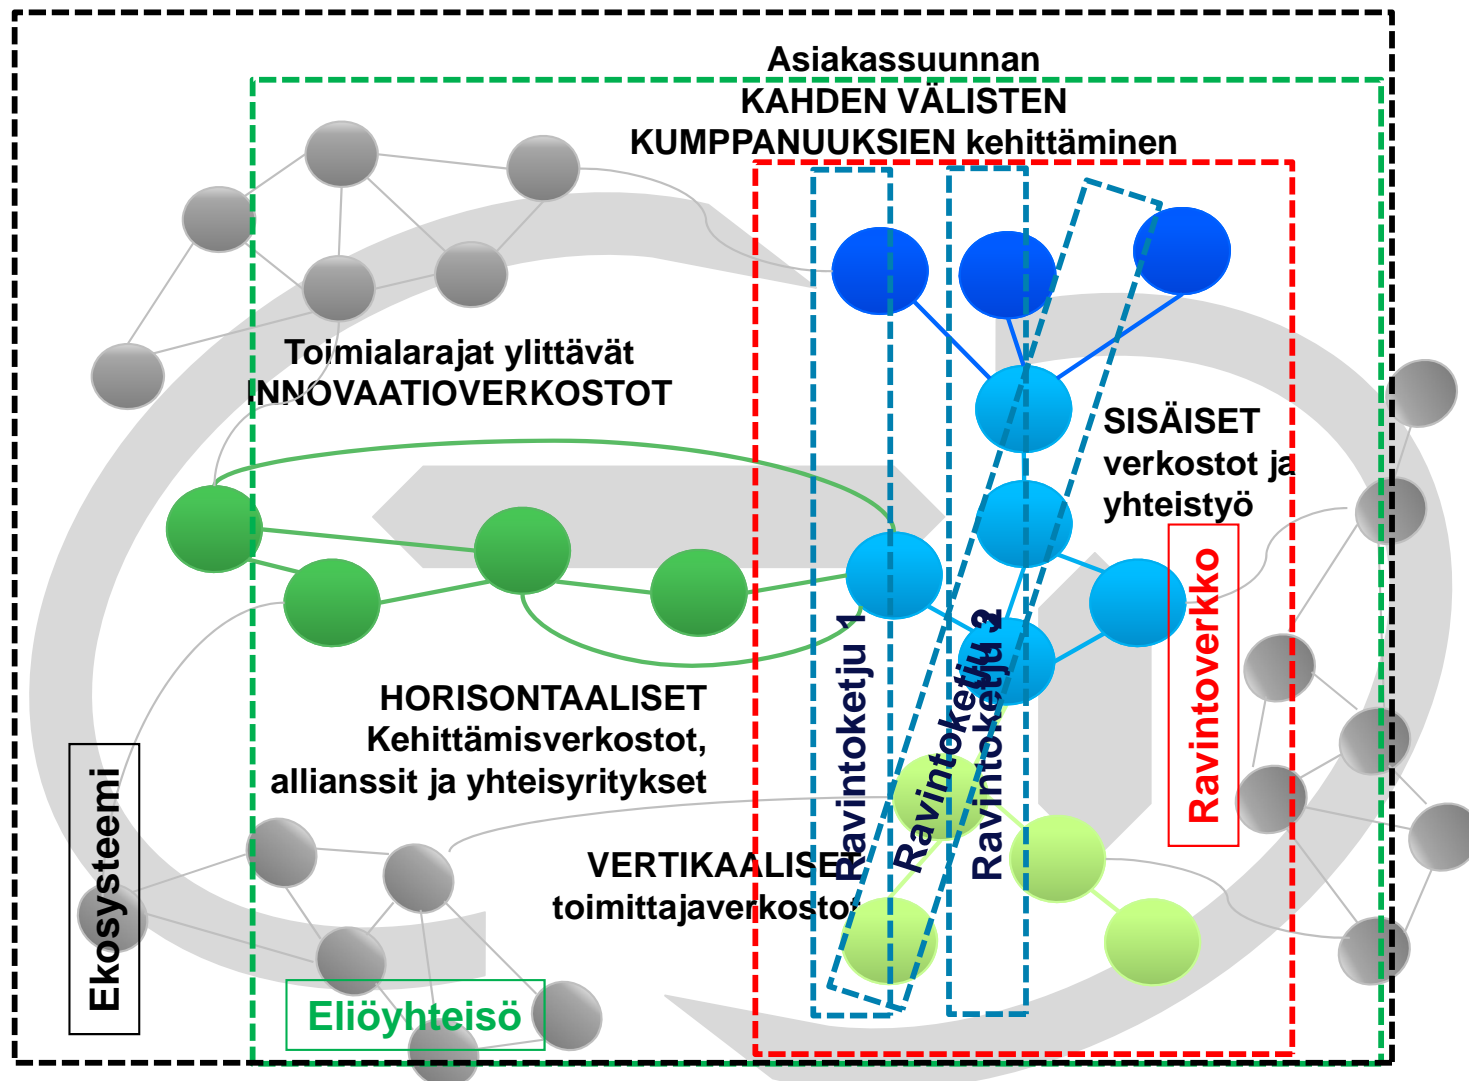 Asiakassuunnan
KAHDEN VÄLISTEN
KUMPPANUUKSIEN kehittäminen
Toimialarajat ylittävät
INNOVAATIOVERKOSTOT
SISÄISET
verkostot ja
yhteistyö
HORISONTAALISET
Kehittämisverkostot,
allianssit ja yhteisyritykset
VERTIKAALISET
toimittajaverkostot
Ravintoketju 1
Ravintoketju 3
Ravintoketju 2
Ravintoverkko
Ekosysteemi
Eliöyhteisö